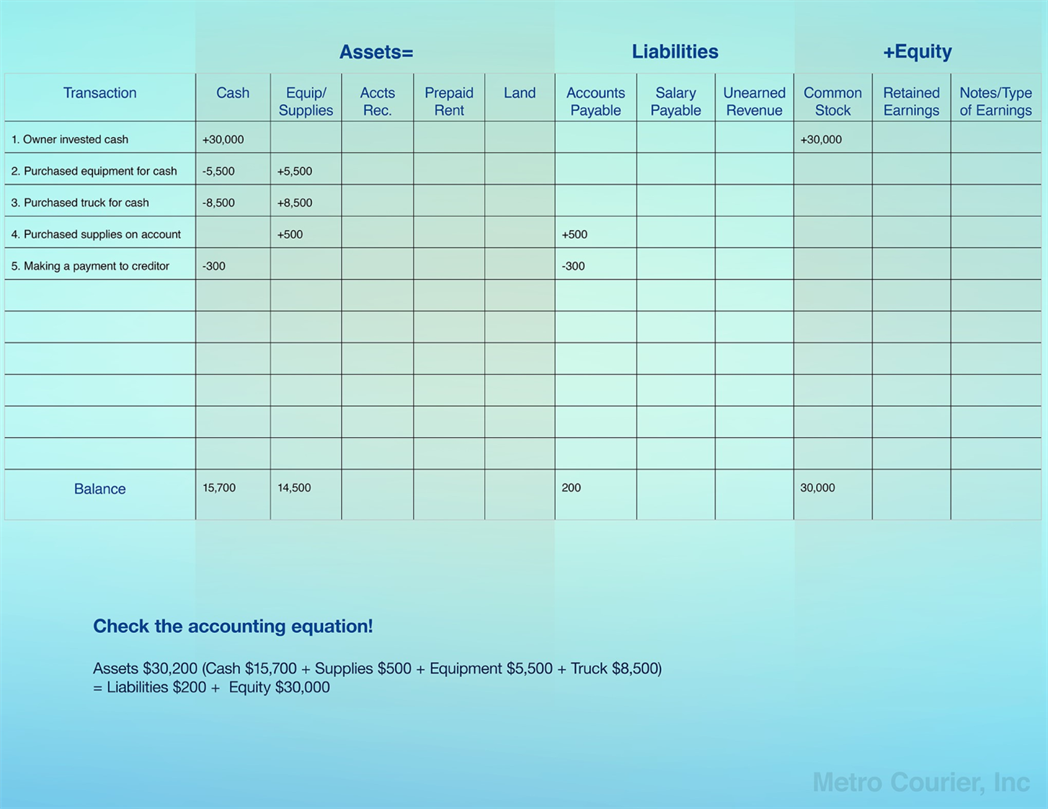 Assets= Liabilities +Equity
Transaction Cash Equip/ Supplies Accts Rec. Prepaid Rent Land Accounts Payable Salary Payable Unearned Revenue Common Stock Retained Earnings Notes/Type of Earnings
1. Owner invested cash +30,000 +30,000
2. Purchased equipment for cash -5,500 +5,500
3. Purchased truck for cash -8,500 +8,500
4. Purchased supplies on account +500 +500
5. Making a payment to creditor -300 -300
Balance 15,700 14,500 200 30,000
Check the accounting equation!
Assets $30,200 (Cash $15,700 + Supplies $500 + Equipment $5,500 + Truck $8,500)
= Liabilities $200 + Equity $30,000
Metro Courier, Inc